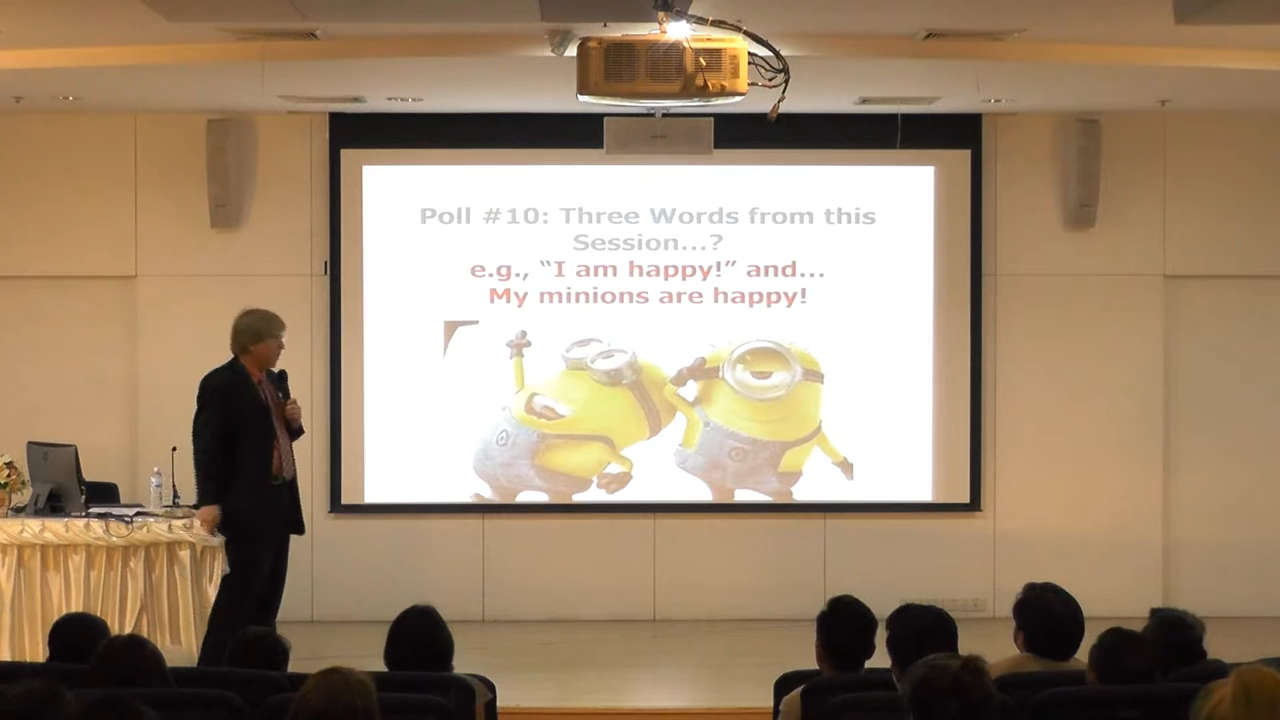 Poll #10: Three Words from this
Session...?
e.g., “I am happy!” and...
My minions are happy!